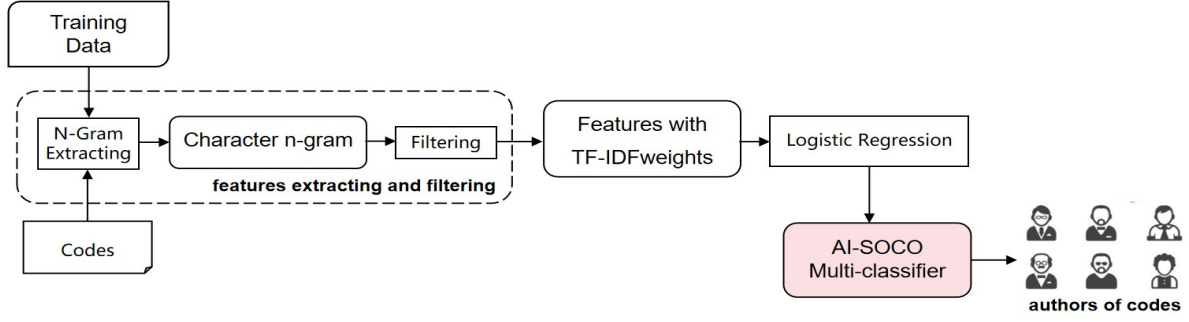 Training
Data
N-Gram
Extracting
Character n-gram
Filtering
features extracting and filtering
Codes
Features with
TF-IDFweights
Logistic Regression
AI-SOCO
Multi-classifier
authors of codes